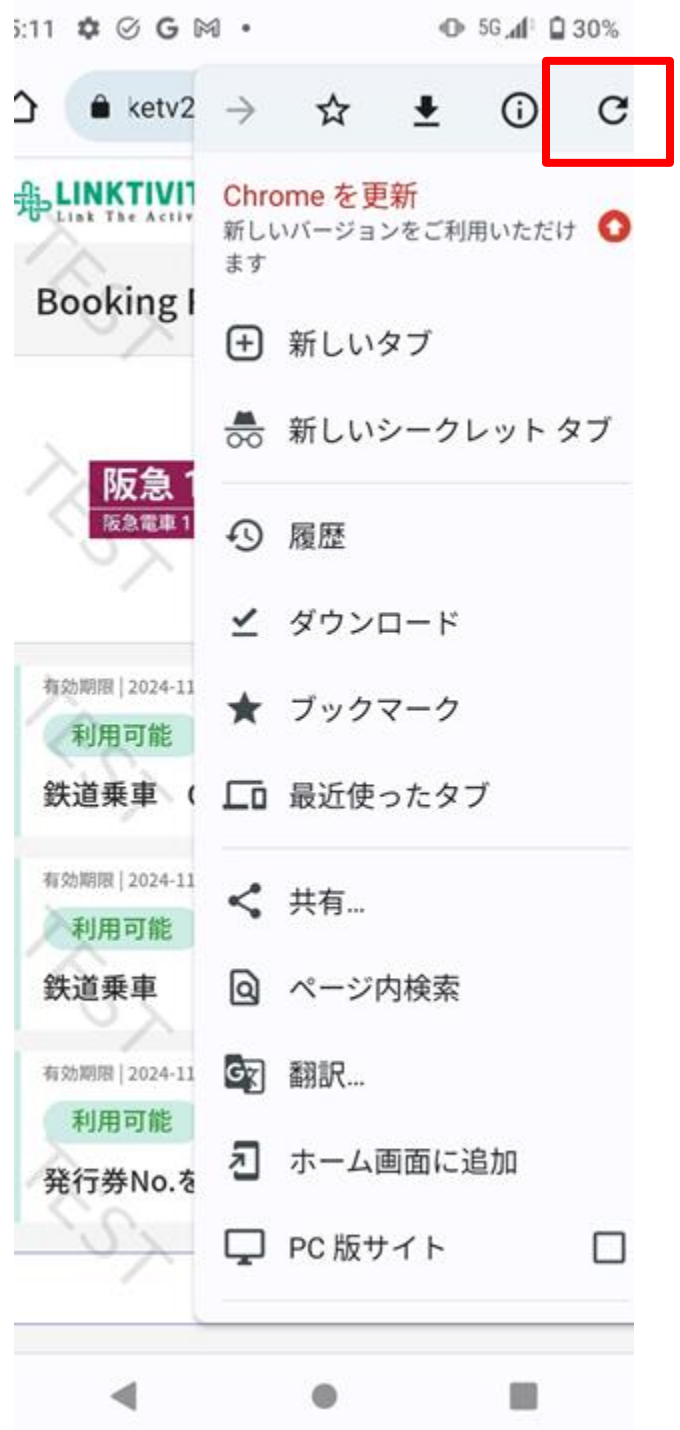 5:11 5G 30%
ketv2
LINKTIVIT
Link The Activ
Booking
阪急 1
阪急電車 1
有効期限 | 2024-11
利用可能
鉄道乗車
有効期限 | 2024-11
利用可能
鉄道乗車
有効期限 | 2024-11
利用可能
発行券No.を
TEST
TEST
TEST
TEST
TEST
Chrome を更新
新しいバージョンをご利用いただけ
ます
新しいタブ
新しいシークレット タブ
履歴
ダウンロード
ブックマーク
最近使ったタブ
共有...
ページ内検索
翻訳...
ホーム画面に追加
PC 版サイト